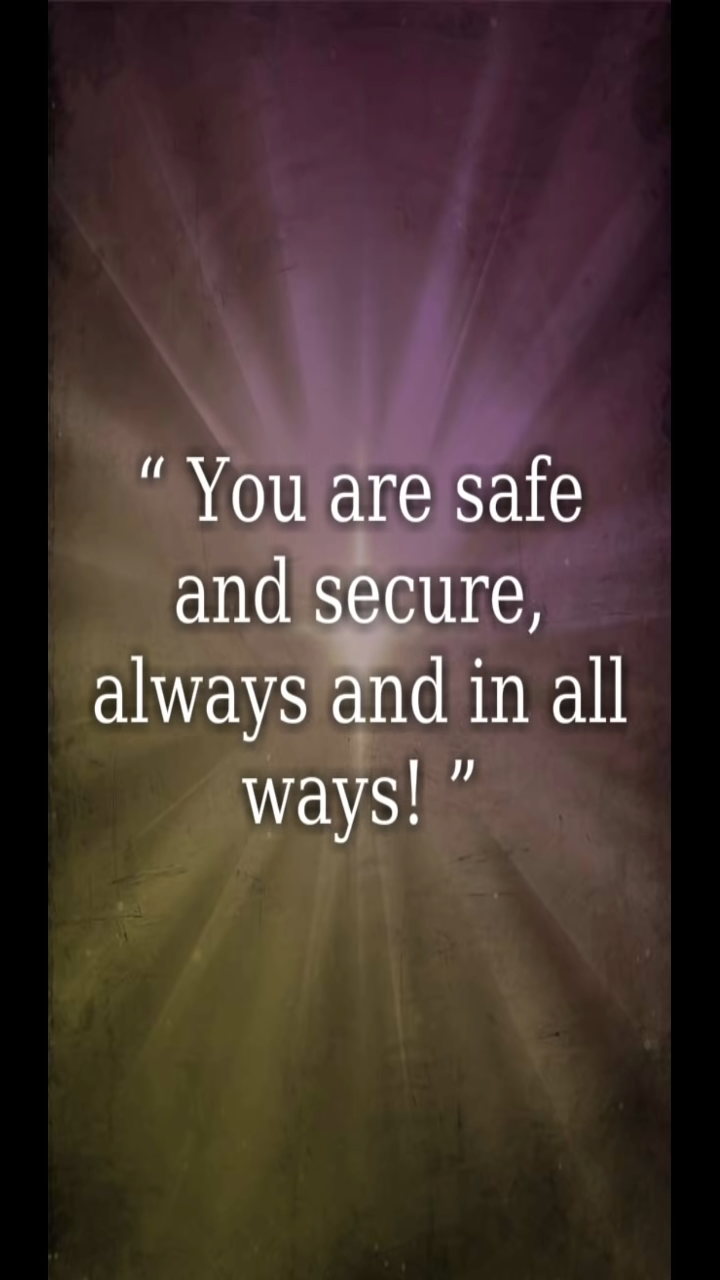 “ You are safe
and secure,
always and in all
ways! ”